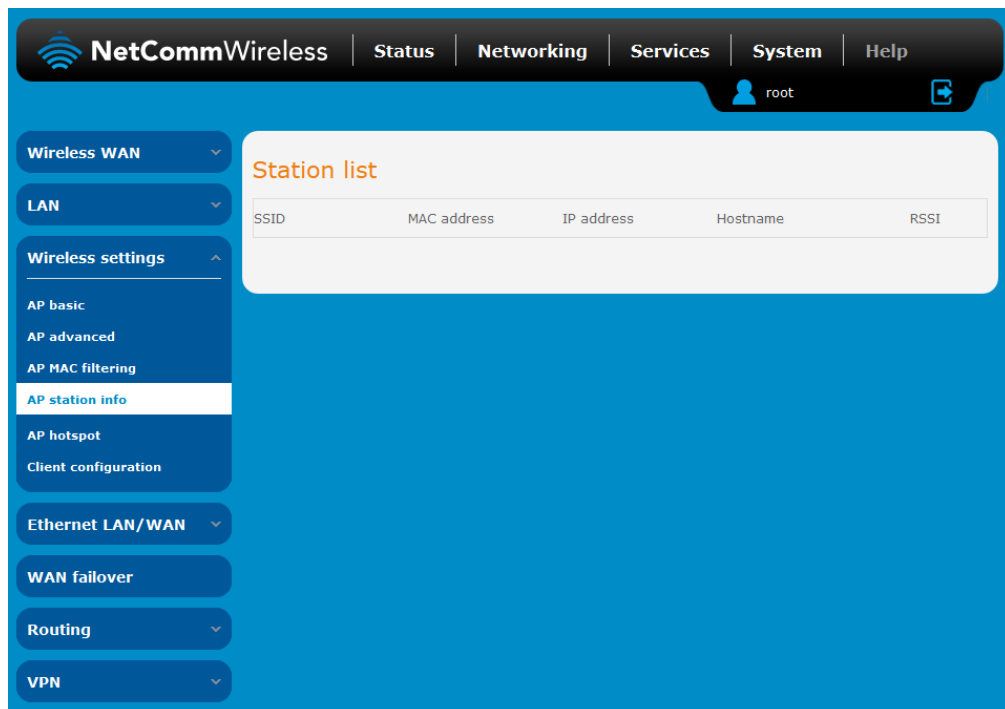 NetCommWireless Status Networking Services System Help
root
Wireless WAN
LAN
Wireless settings
AP basic
AP advanced
AP MAC filtering
AP station info
AP hotspot
Client configuration
Ethernet LAN/WAN
WAN failover
Routing
VPN
Station list
SSID MAC address IP address Hostname RSSI